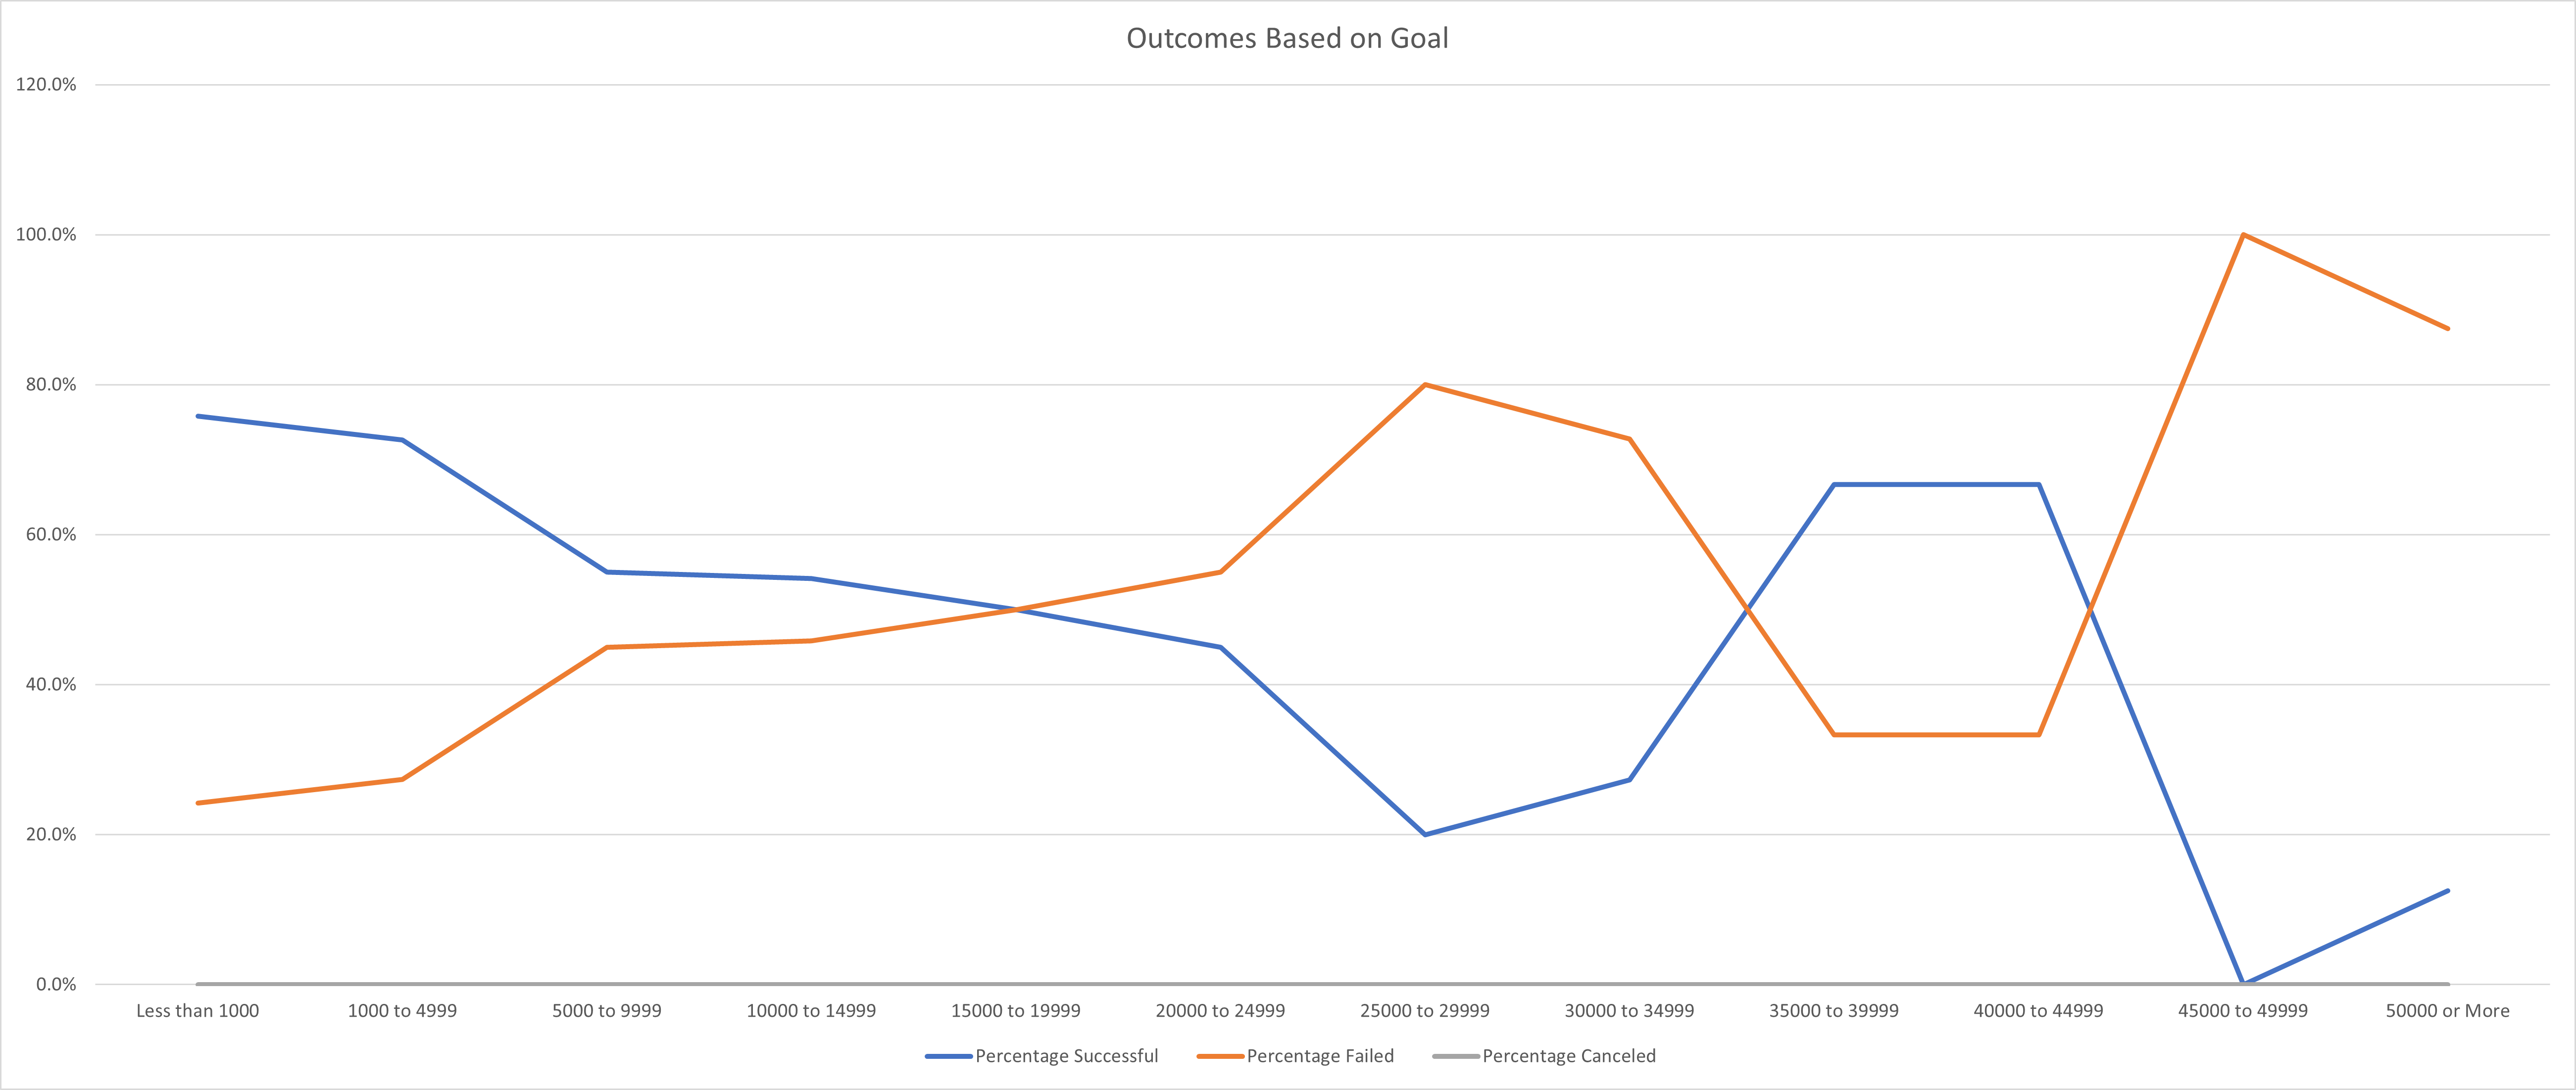 Outcomes Based on Goal
120.0%
100.0%
80.0%
60.0%
40.0%
20.0%
0.0%
Less than 1000 1000 to 4999 5000 to 9999 10000 to 14999 15000 to 19999 20000 to 24999 25000 to 29999 30000 to 34999 35000 to 39999 40000 to 44999 45000 to 49999 50000 or More
Percentage Successful Percentage Failed Percentage Canceled